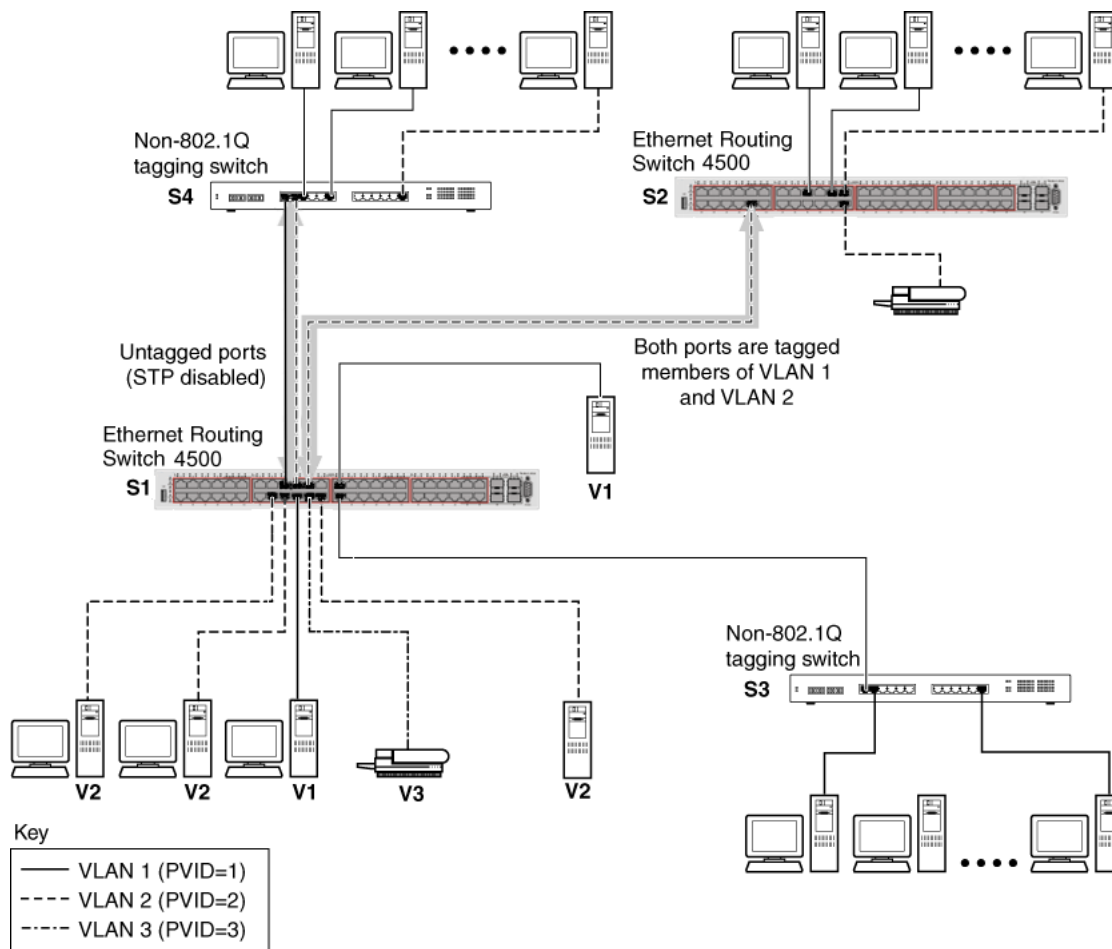 Non-802.1Q
tagging switch
S4
Ethernet Routing
Switch 4500
S2
Untagged ports
(STP disabled)
Both ports are tagged
members of VLAN 1
and VLAN 2
Ethernet Routing
Switch 4500
S1
V1
Non-802.1Q
tagging switch
S3
V2
V2
V1
V3
V2
Key
VLAN 1 (PVID=1)
VLAN 2 (PVID=2)
VLAN 3 (PVID=3)